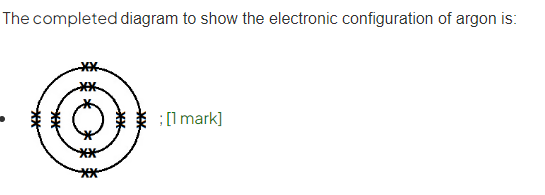 The completed diagram to show the electronic configuration of argon is:
; [1 mark]